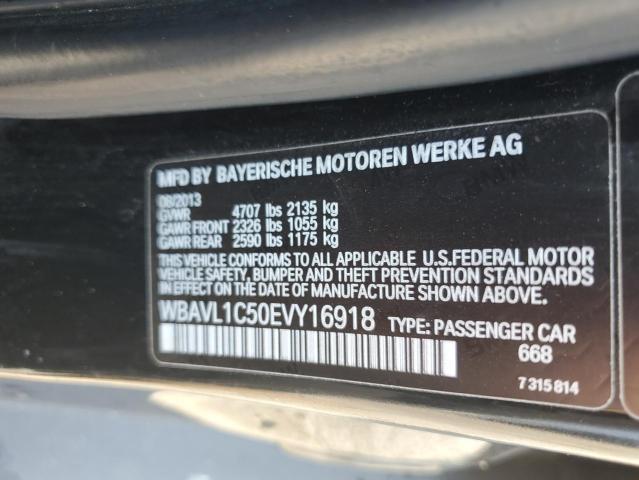 MFD BY BAYERISCHE MOTOREN WERKE AG
08/2013
GVWR 4707 lbs 2135 kg
GAWR FRONT 2326 lbs 1055 kg
GAWR REAR 2590 lbs 1175 kg
THIS VEHICLE CONFORMS TO ALL APPLICABLE U.S.FEDERAL MOTOR
VEHICLE SAFETY, BUMPER AND THEFT PREVENTION STANDARDS
IN EFFECT ON THE DATE OF MANUFACTURE SHOWN ABOVE.
WBAVL1C50EVY16918 TYPE: PASSENGER CAR
668
7 315 814